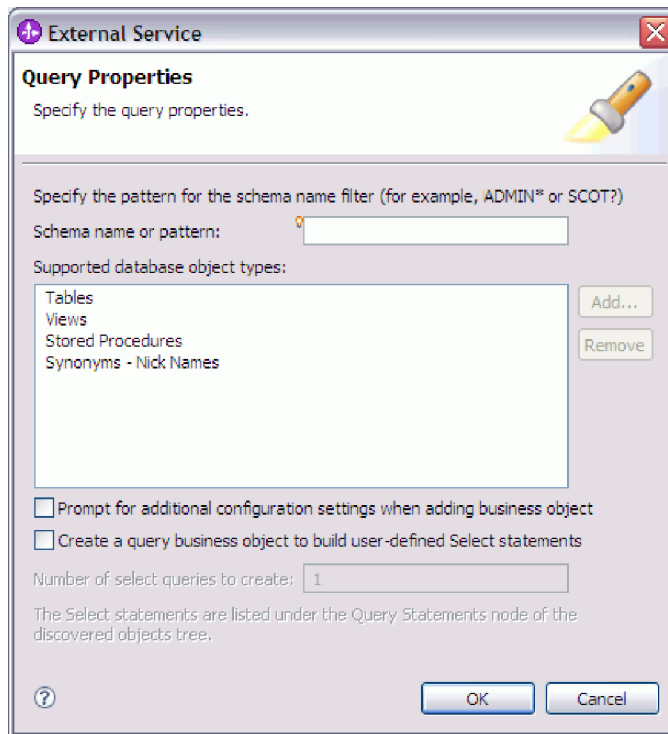 External Service
Query Properties
Specify the query properties.
Specify the pattern for the schema name filter (for example, ADMIN* or SCOT?)
Schema name or pattern:
Supported database object types:
Tables
Views
Stored Procedures
Synonyms - Nick Names
Add...
Remove
Prompt for additional configuration settings when adding business object
Create a query business object to build user-defined Select statements
Number of select queries to create: 1
The Select statements are listed under the Query Statements node of the
discovered objects tree.
?
OK
Cancel